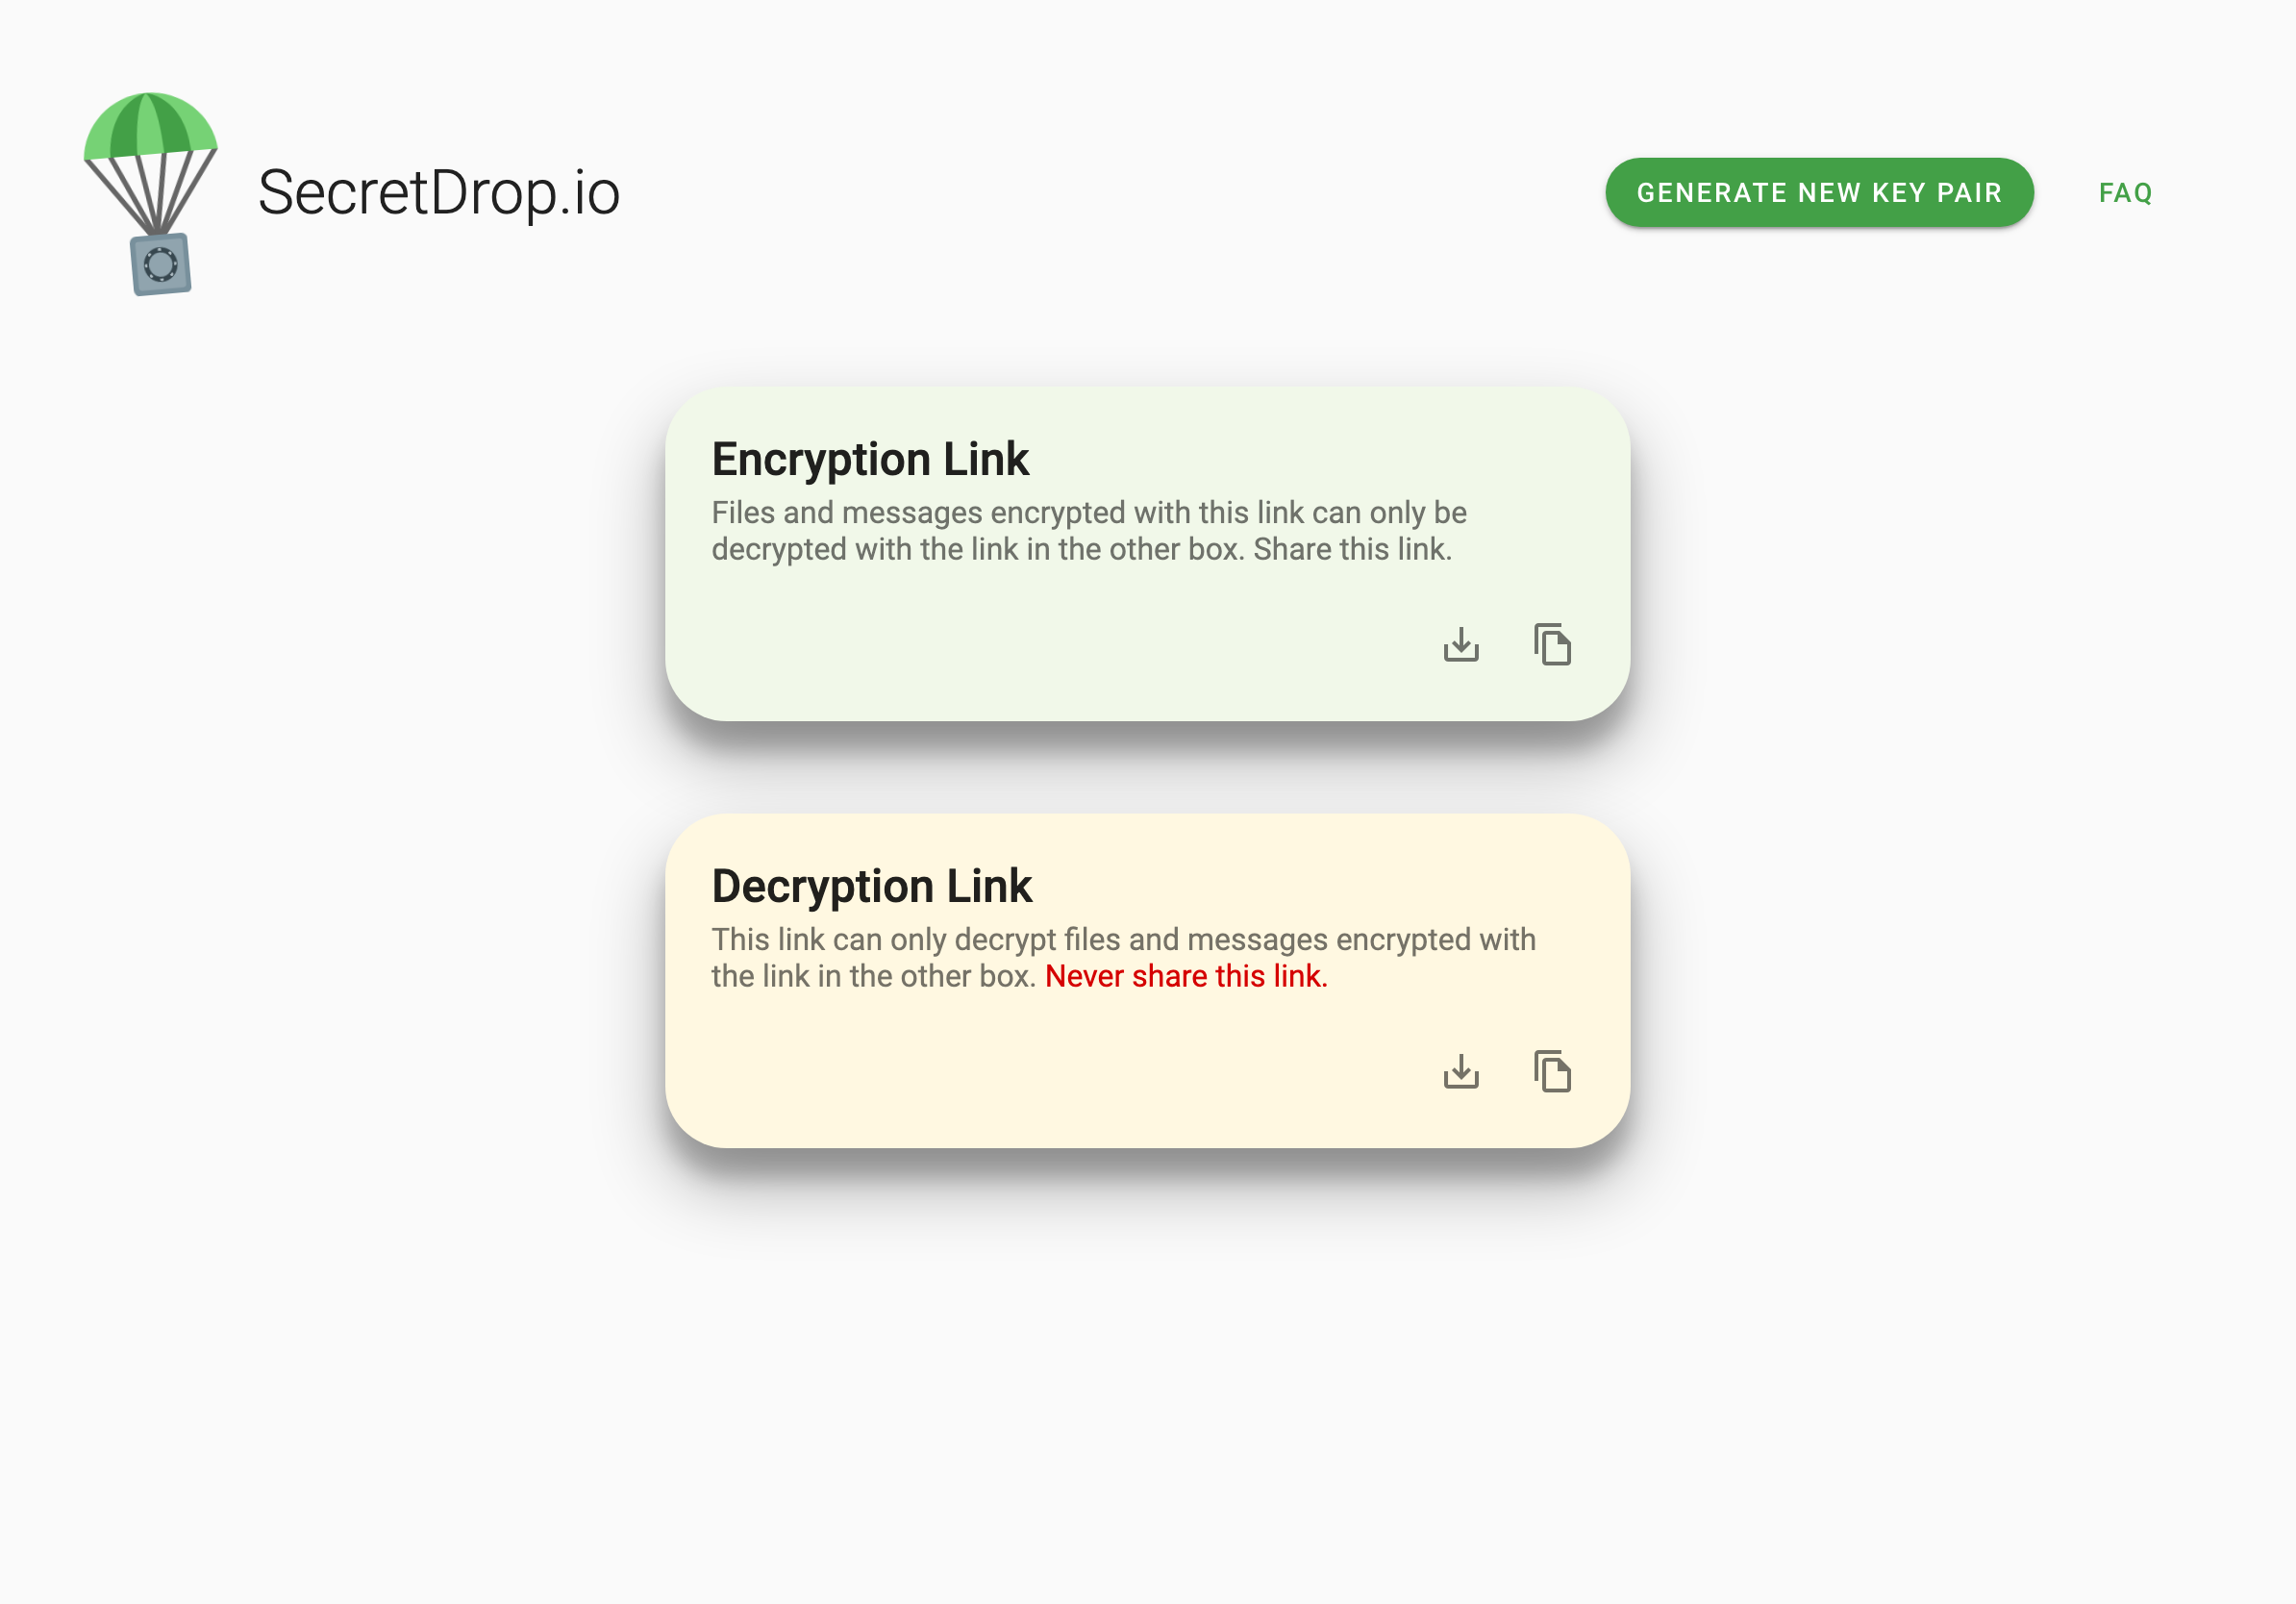 SecretDrop.io
GENERATE NEW KEY PAIR
FAQ
Encryption Link
Files and messages encrypted with this link can only be
decrypted with the link in the other box. Share this link.
Decryption Link
This link can only decrypt files and messages encrypted with
the link in the other box. Never share this link.